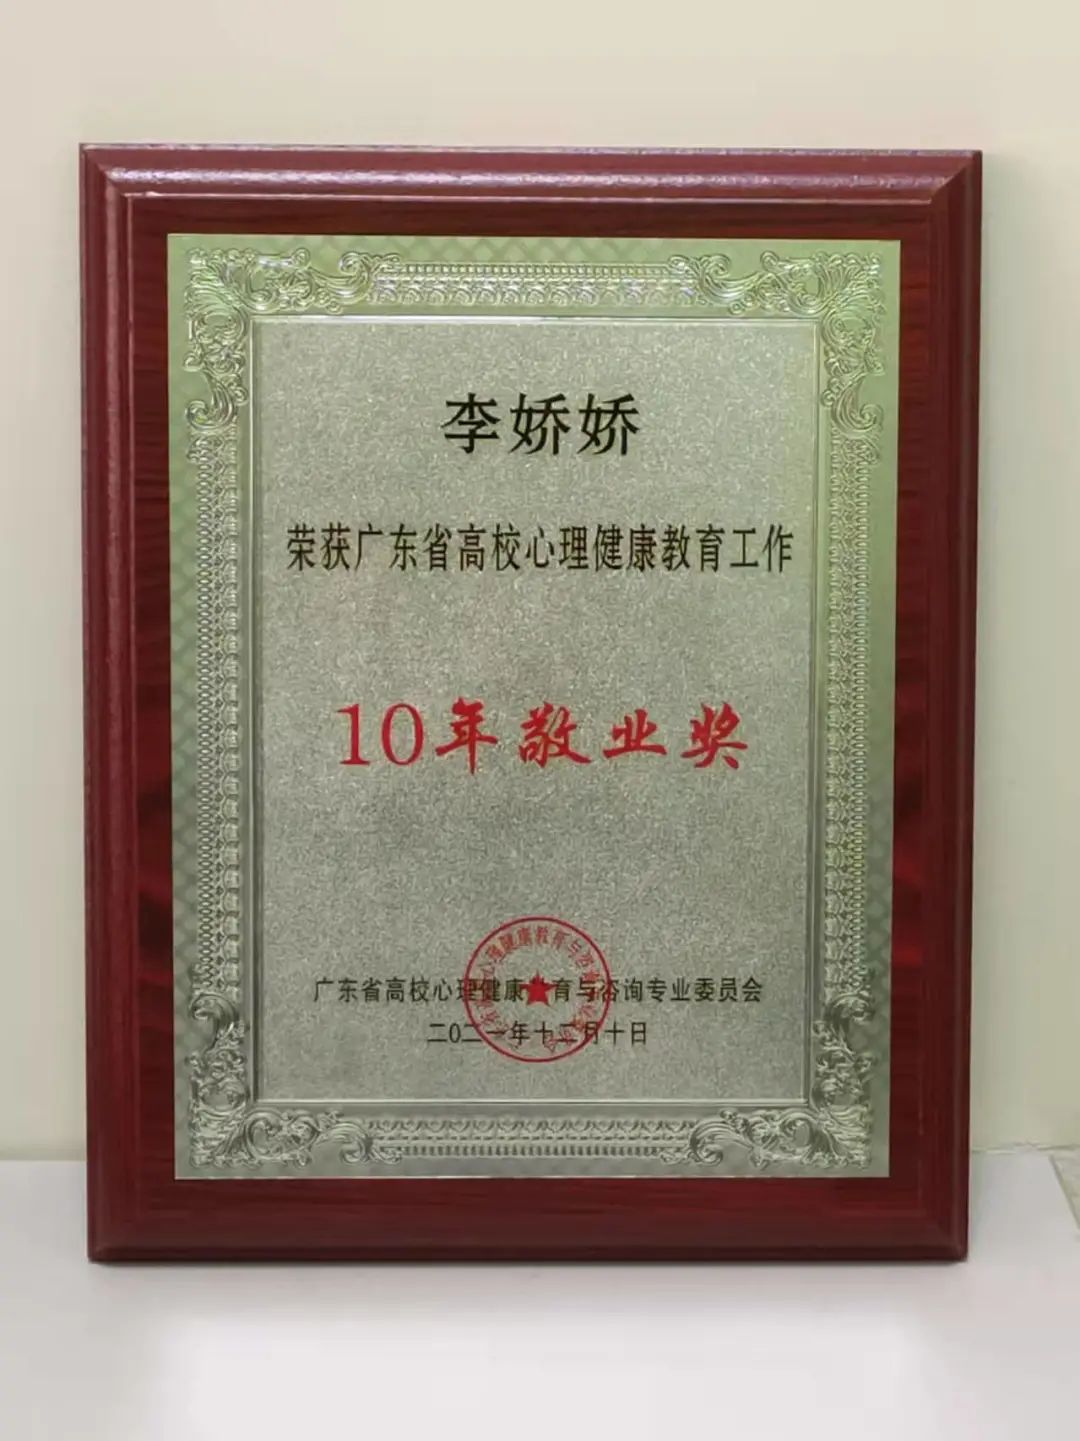 李娇娇
荣获广东省高校心理健康教育工作
10年敬业奖
广东省高校心理健康教育与咨询专业委员会
二〇二一年十二月十日